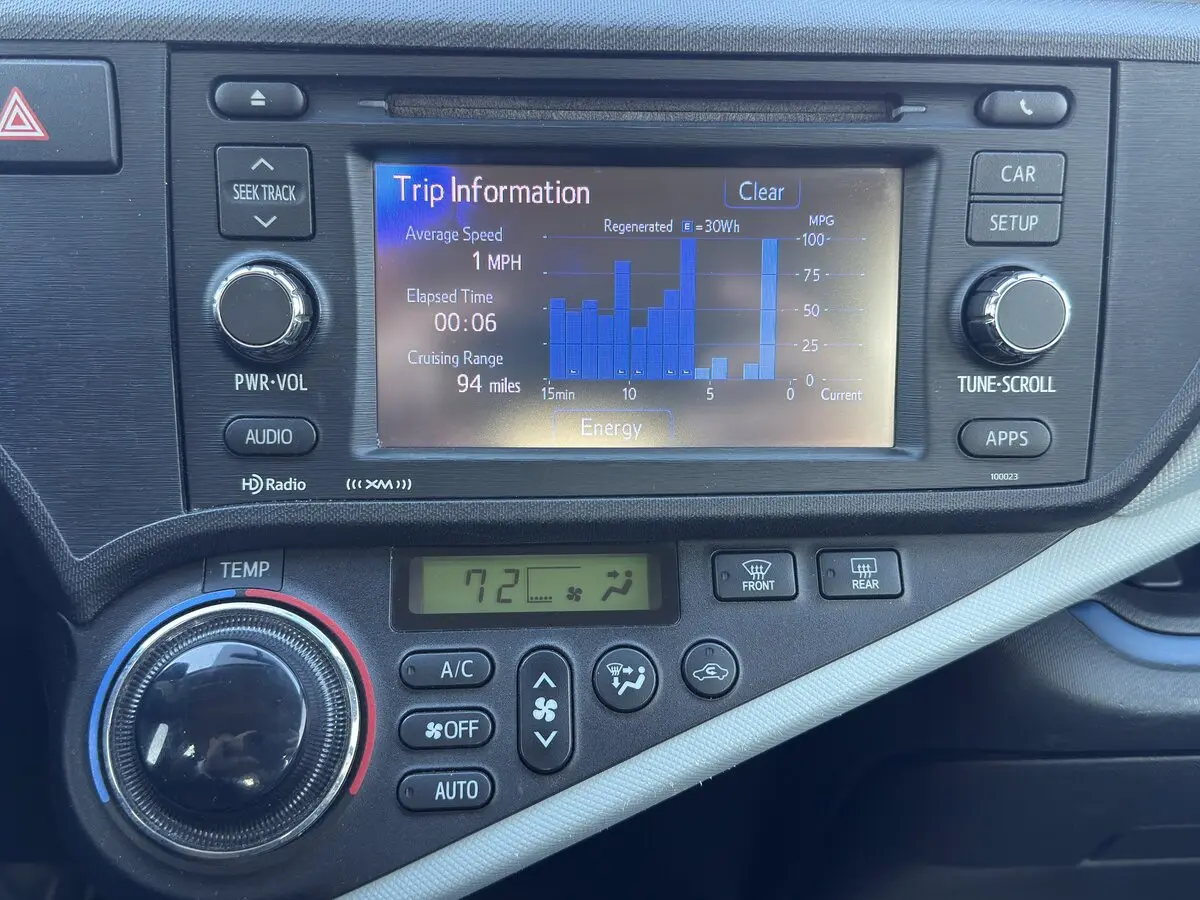 Trip Information
Clear
Average Speed
1 MPH
Elapsed Time
00:06
Cruising Range
94 miles
Regenerated E =30Wh
MPG
100
75
50
25
0
15min 10 5 0 Current
Energy
SEEK TRACK
PWR•VOL
AUDIO
HD Radio
XM
CAR
SETUP
TUNE•SCROLL
APPS
100023
TEMP
72
FRONT
REAR
A/C
OFF
AUTO